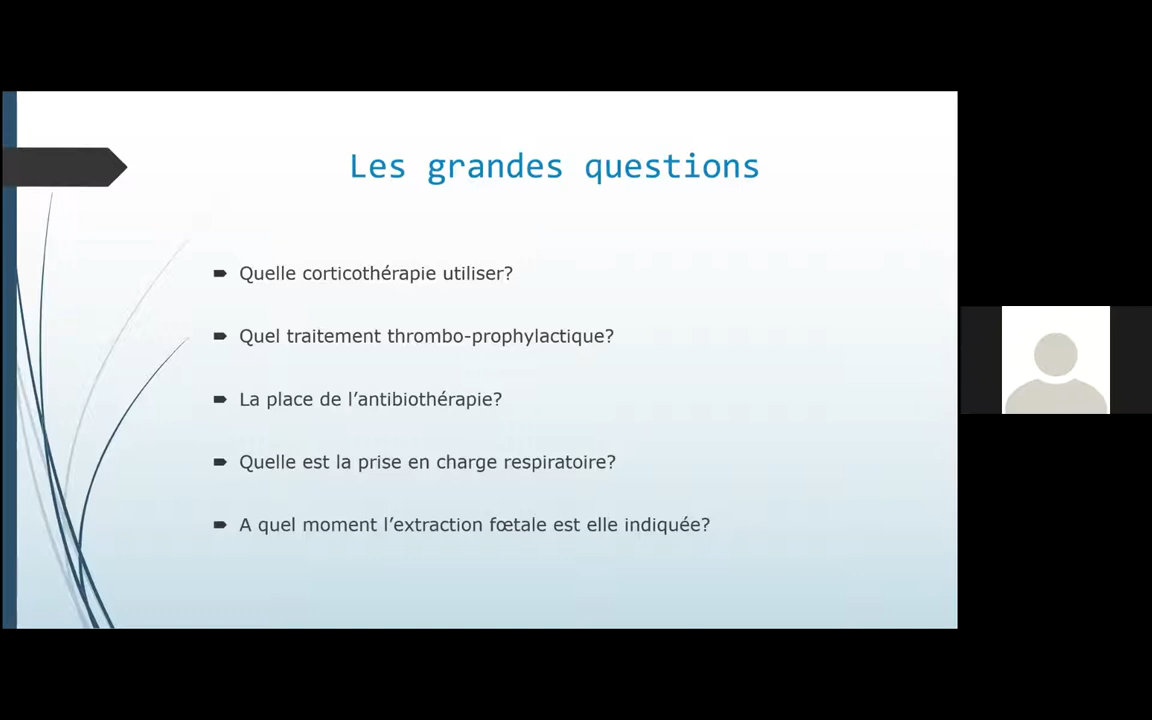 Les grandes questions
Quelle corticothérapie utiliser?
Quel traitement thrombo-prophylactique?
La place de l’antibiothérapie?
Quelle est la prise en charge respiratoire?
A quel moment l’extraction fœtale est elle indiquée?